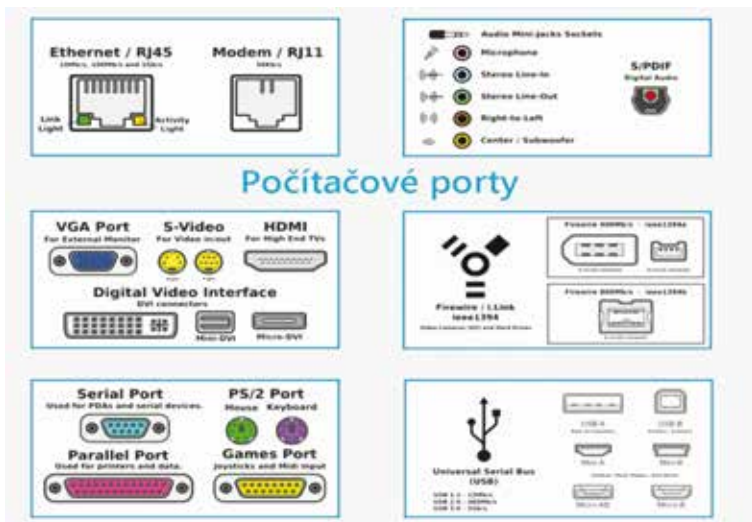 Ethernet / RJ45
10Mb/s, 100Mb/s and 1Gb/s
Modem / RJ11
56Kb/s
Link Light
Activity Light
Audio Mini-Jacks Sockets
Microphone
Stereo Line-In
Stereo Line-Out
Right-to-Left
Center / Subwoofer
S/PDIF
Digital Audio
Počítačové porty
VGA Port
For External Monitor
S-Video
For Video in/out
HDMI
For High End TVs
Digital Video Interface
DVI connectors
Mini-DVI
Micro-DVI
Firewire / i.Link
ieee1394
Firewire 400Mb/s - ieee1394a
Firewire 800Mb/s - ieee1394b
Serial Port
Used for PDAs and serial devices.
PS/2 Port
Mouse Keyboard
Parallel Port
Used for printers and data.
Games Port
Joysticks and Midi input
Universal Serial Bus
(USB)
USB-A
USB-B